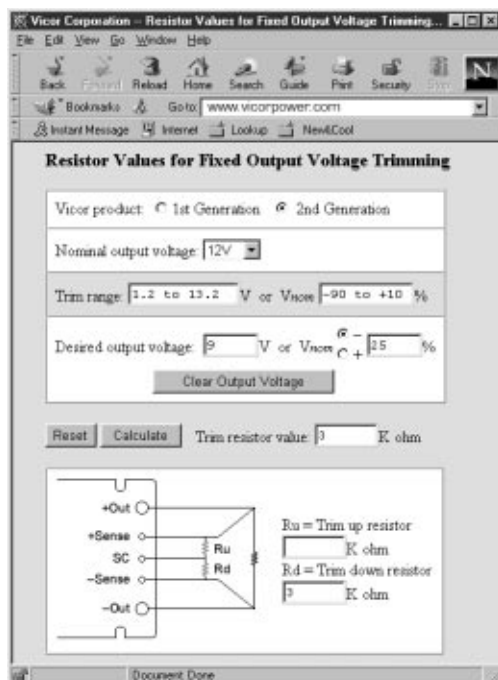 Vicor Corporation -- Resistor Values for Fixed Output Voltage Trimming...
File Edit View Go Window Help
Back Forward Reload Home Search Guide Print Security Stop N
Bookmarks Go to: www.vicorpower.com
Instant Message Internet Lookup New&Cool
Resistor Values for Fixed Output Voltage Trimming
Vicor product: 1st Generation 2nd Generation
Nominal output voltage: 12V
Trim range: 1.2 to 13.2 V or Vnom -90 to +10 %
Desired output voltage: 9 V or Vnom - + 25 %
Clear Output Voltage
Reset Calculate Trim resistor value: 3 K ohm
+Out
+Sense
SC
-Sense
-Out
Ru
Rd
Ru = Trim up resistor
K ohm
Rd = Trim down resistor
3 K ohm
Document Done